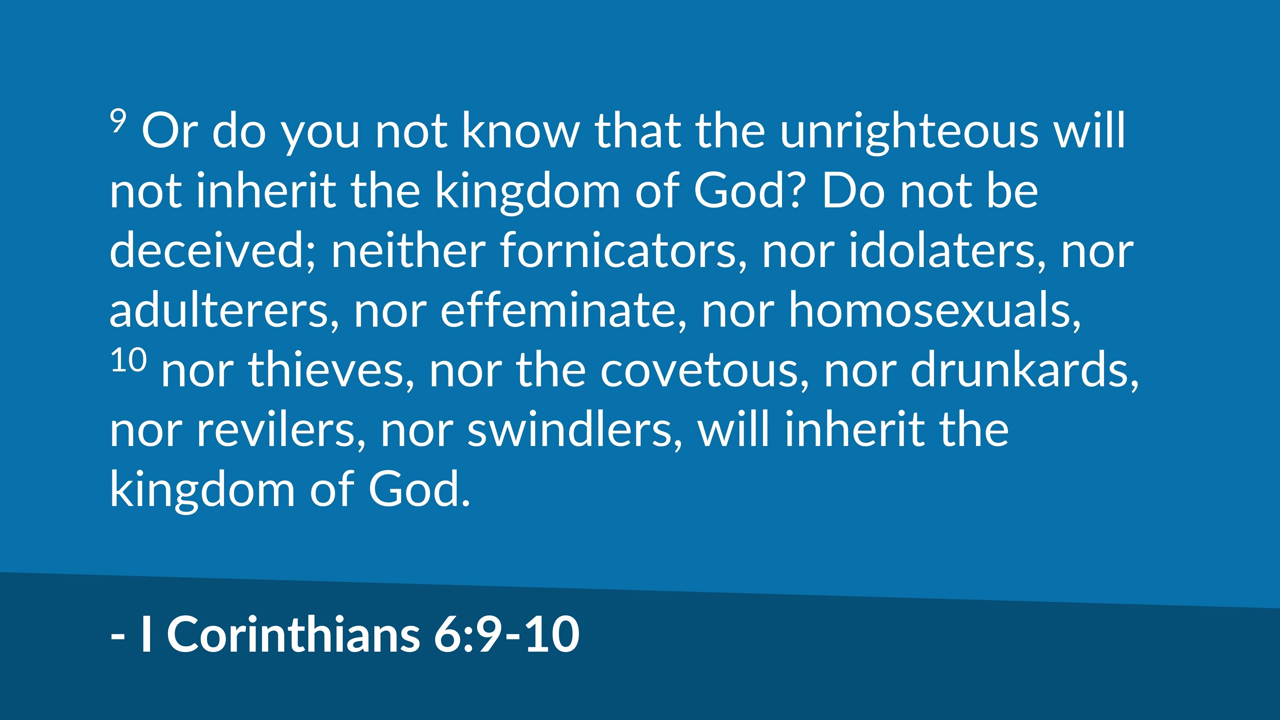 9 Or do you not know that the unrighteous will
not inherit the kingdom of God? Do not be
deceived; neither fornicators, nor idolaters, nor
adulterers, nor effeminate, nor homosexuals,
10 nor thieves, nor the covetous, nor drunkards,
nor revilers, nor swindlers, will inherit the
kingdom of God.
- I Corinthians 6:9-10